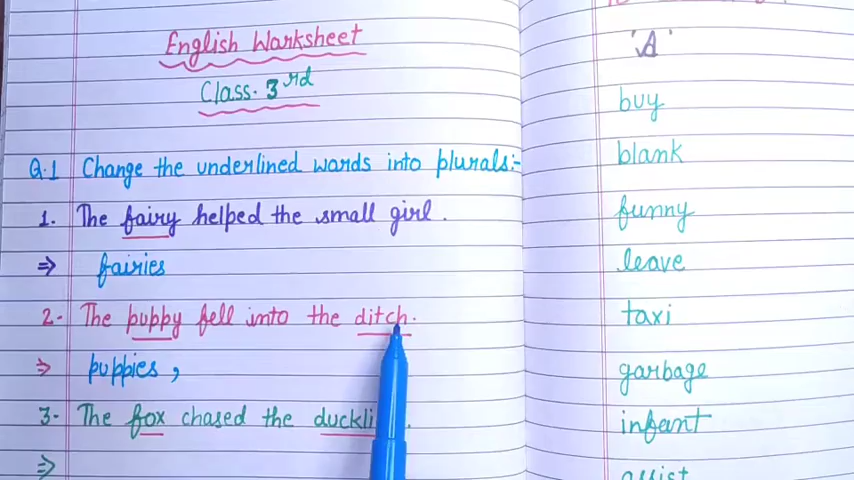 English Worksheet
Class. 3rd
Q.1 Change the underlined words into plurals:-
1. The fairy helped the small girl.
⇒ fairies
2- The puppy fell into the ditch.
⇒ puppies,
3- The fox chased the duckli .
⇒
'A'
buy
blank
funny
leave
taxi
garbage
infant
assist